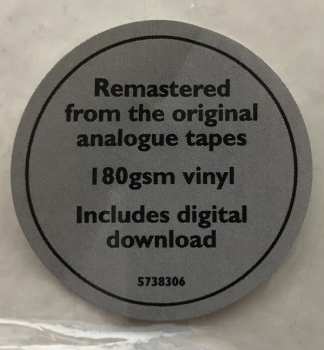 Remastered
from the original
analogue tapes
180gsm vinyl
Includes digital
download
5738306